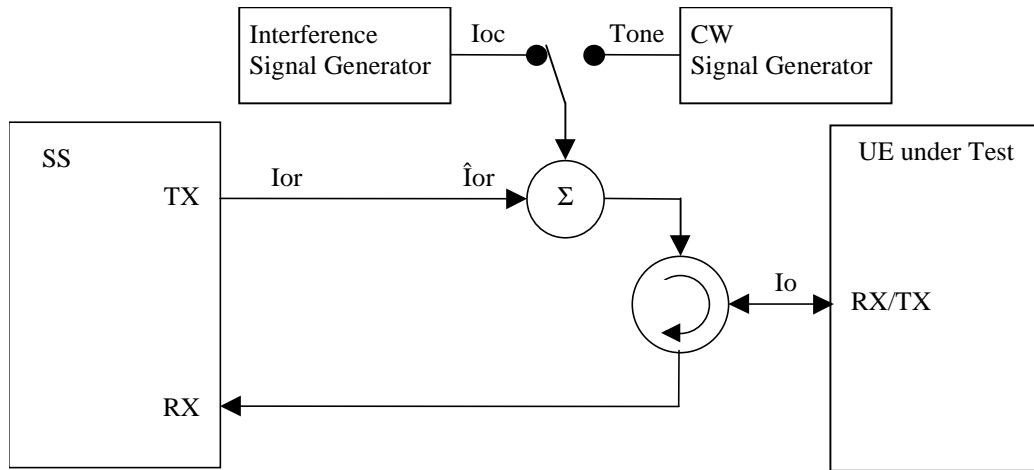 Interference
Signal Generator
Ioc
Tone
CW
Signal Generator
SS
UE under Test
TX
Ior
Îor
Σ
Io
RX/TX
RX